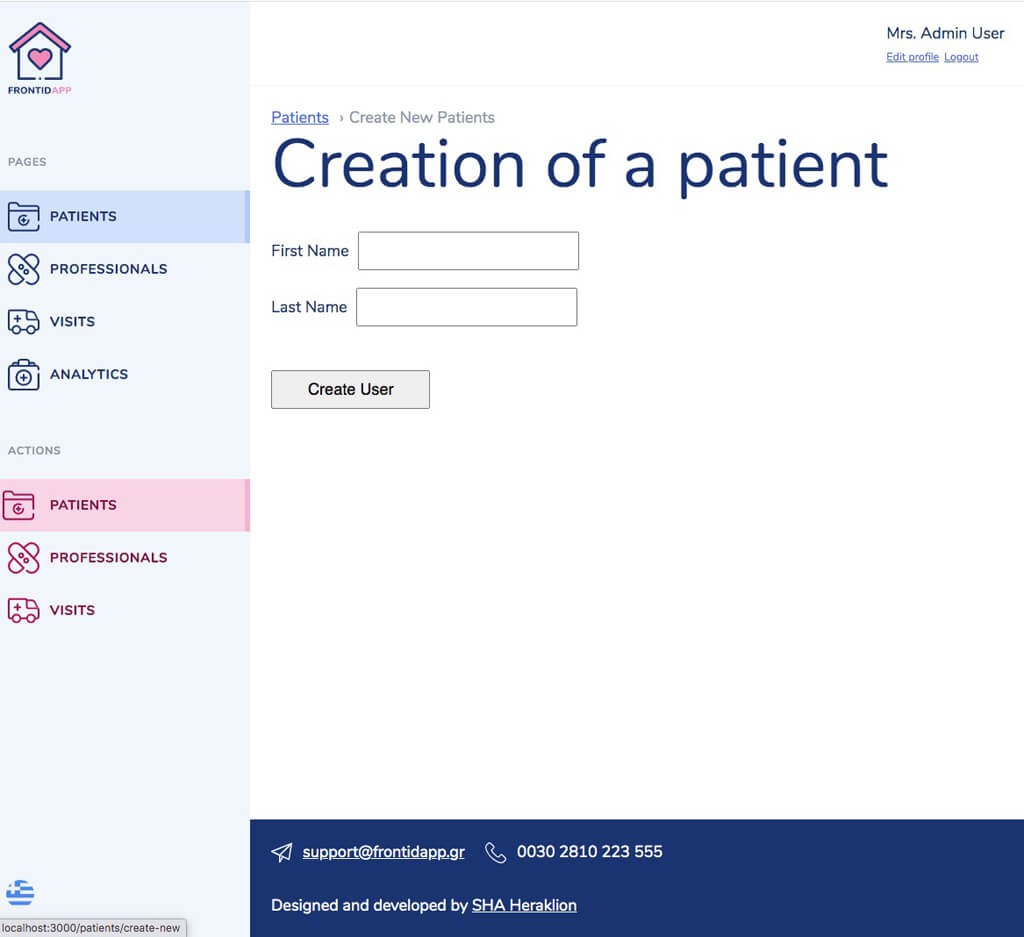 FRONTIDAPP
Mrs. Admin User
Edit profile Logout
PAGES
PATIENTS
PROFESSIONALS
VISITS
ANALYTICS
ACTIONS
PATIENTS
PROFESSIONALS
VISITS
Patients › Create New Patients
Creation of a patient
First Name
Last Name
Create User
support@frontidapp.gr 0030 2810 223 555
Designed and developed by SHA Heraklion
localhost:3000/patients/create-new